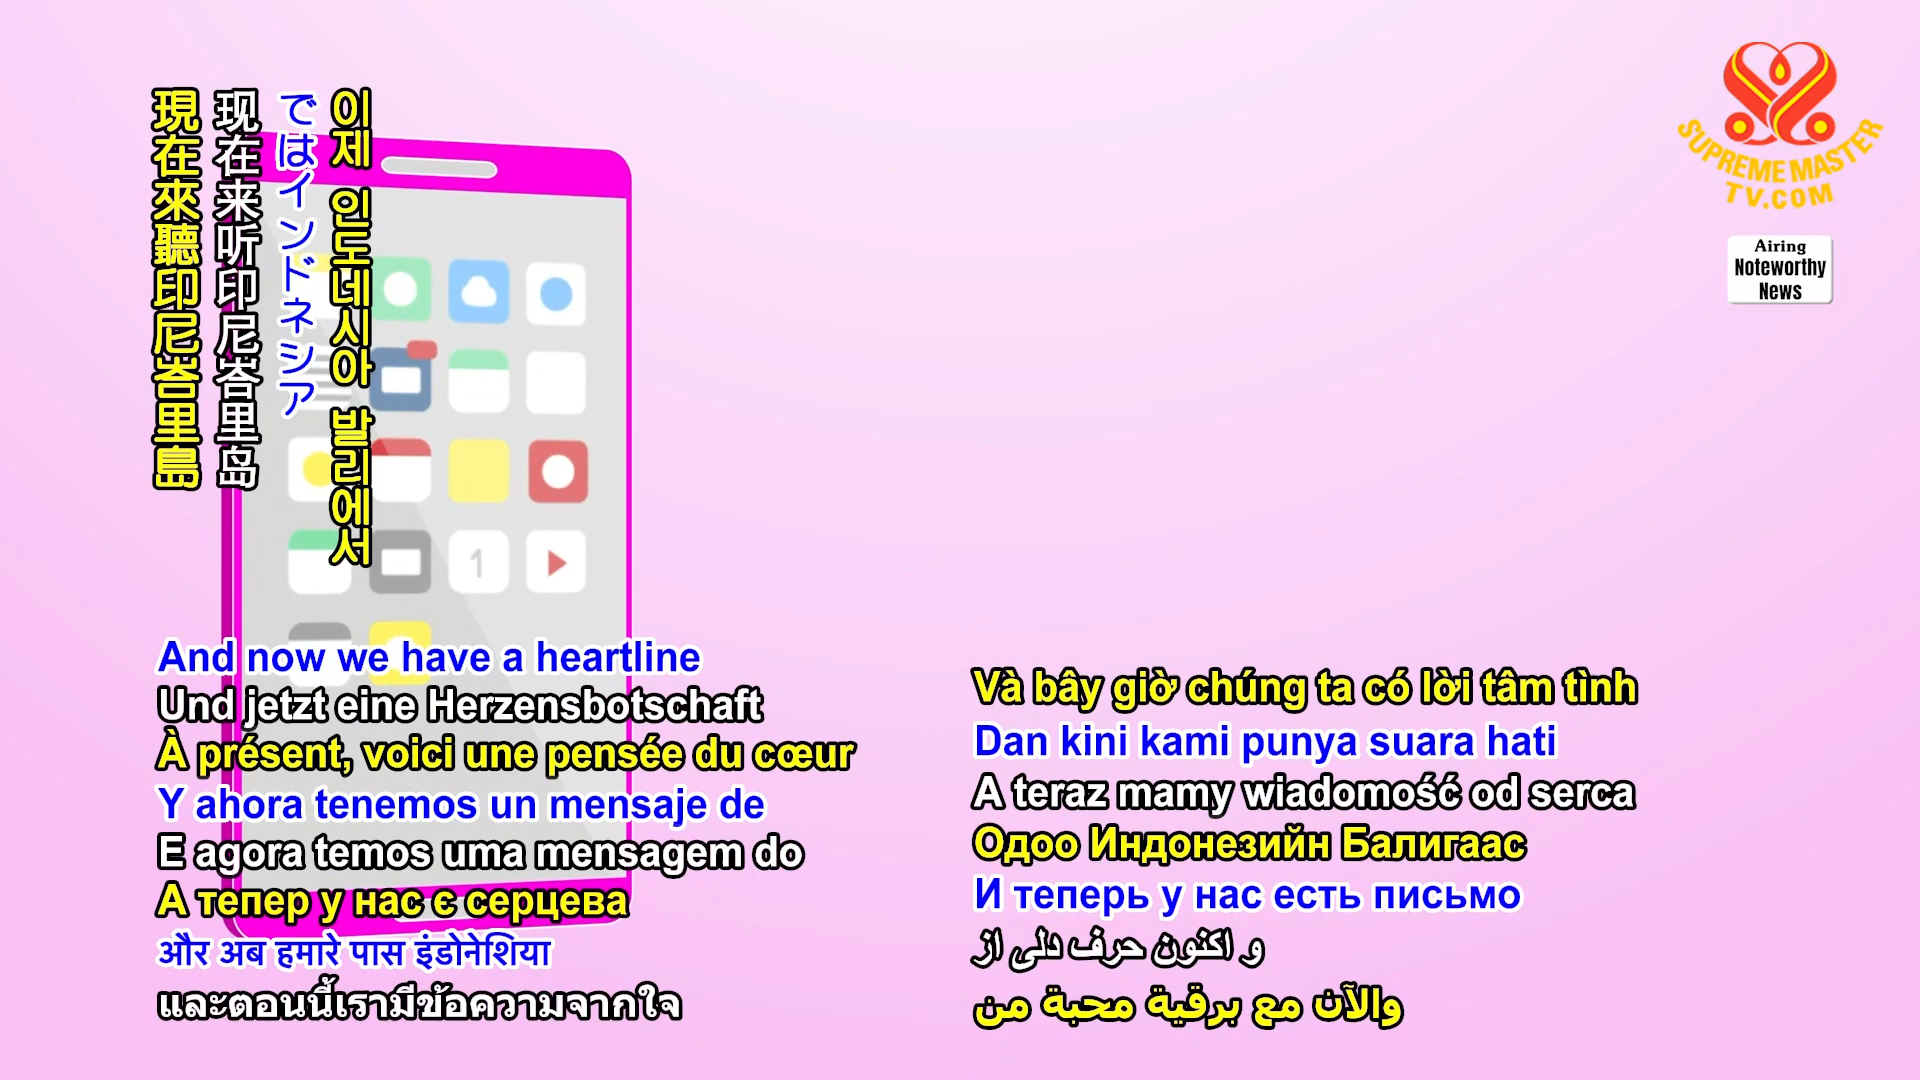 現在來聽印尼峇里島
现在来听印尼峇里岛
ではインドネシア
이제 인도네시아 발리에서
SUPREME MASTER
TV.COM
Airing
Noteworthy
News
1
And now we have a heartline
Und jetzt eine Herzensbotschaft
À présent, voici une pensée du cœur
Y ahora tenemos un mensaje de
E agora temos uma mensagem do
А тепер у нас є серцева
और अब हमारे पास इंडोनेशिया
และตอนนี้เรามีข้อความจากใจ
Và bây giờ chúng ta có lời tâm tình
Dan kini kami punya suara hati
A teraz mamy wiadomość od serca
Одоо Индонезийн Балигаас
И теперь у нас есть письмо
و اکنون حرف دلی از
والآن مع برقية محبة من